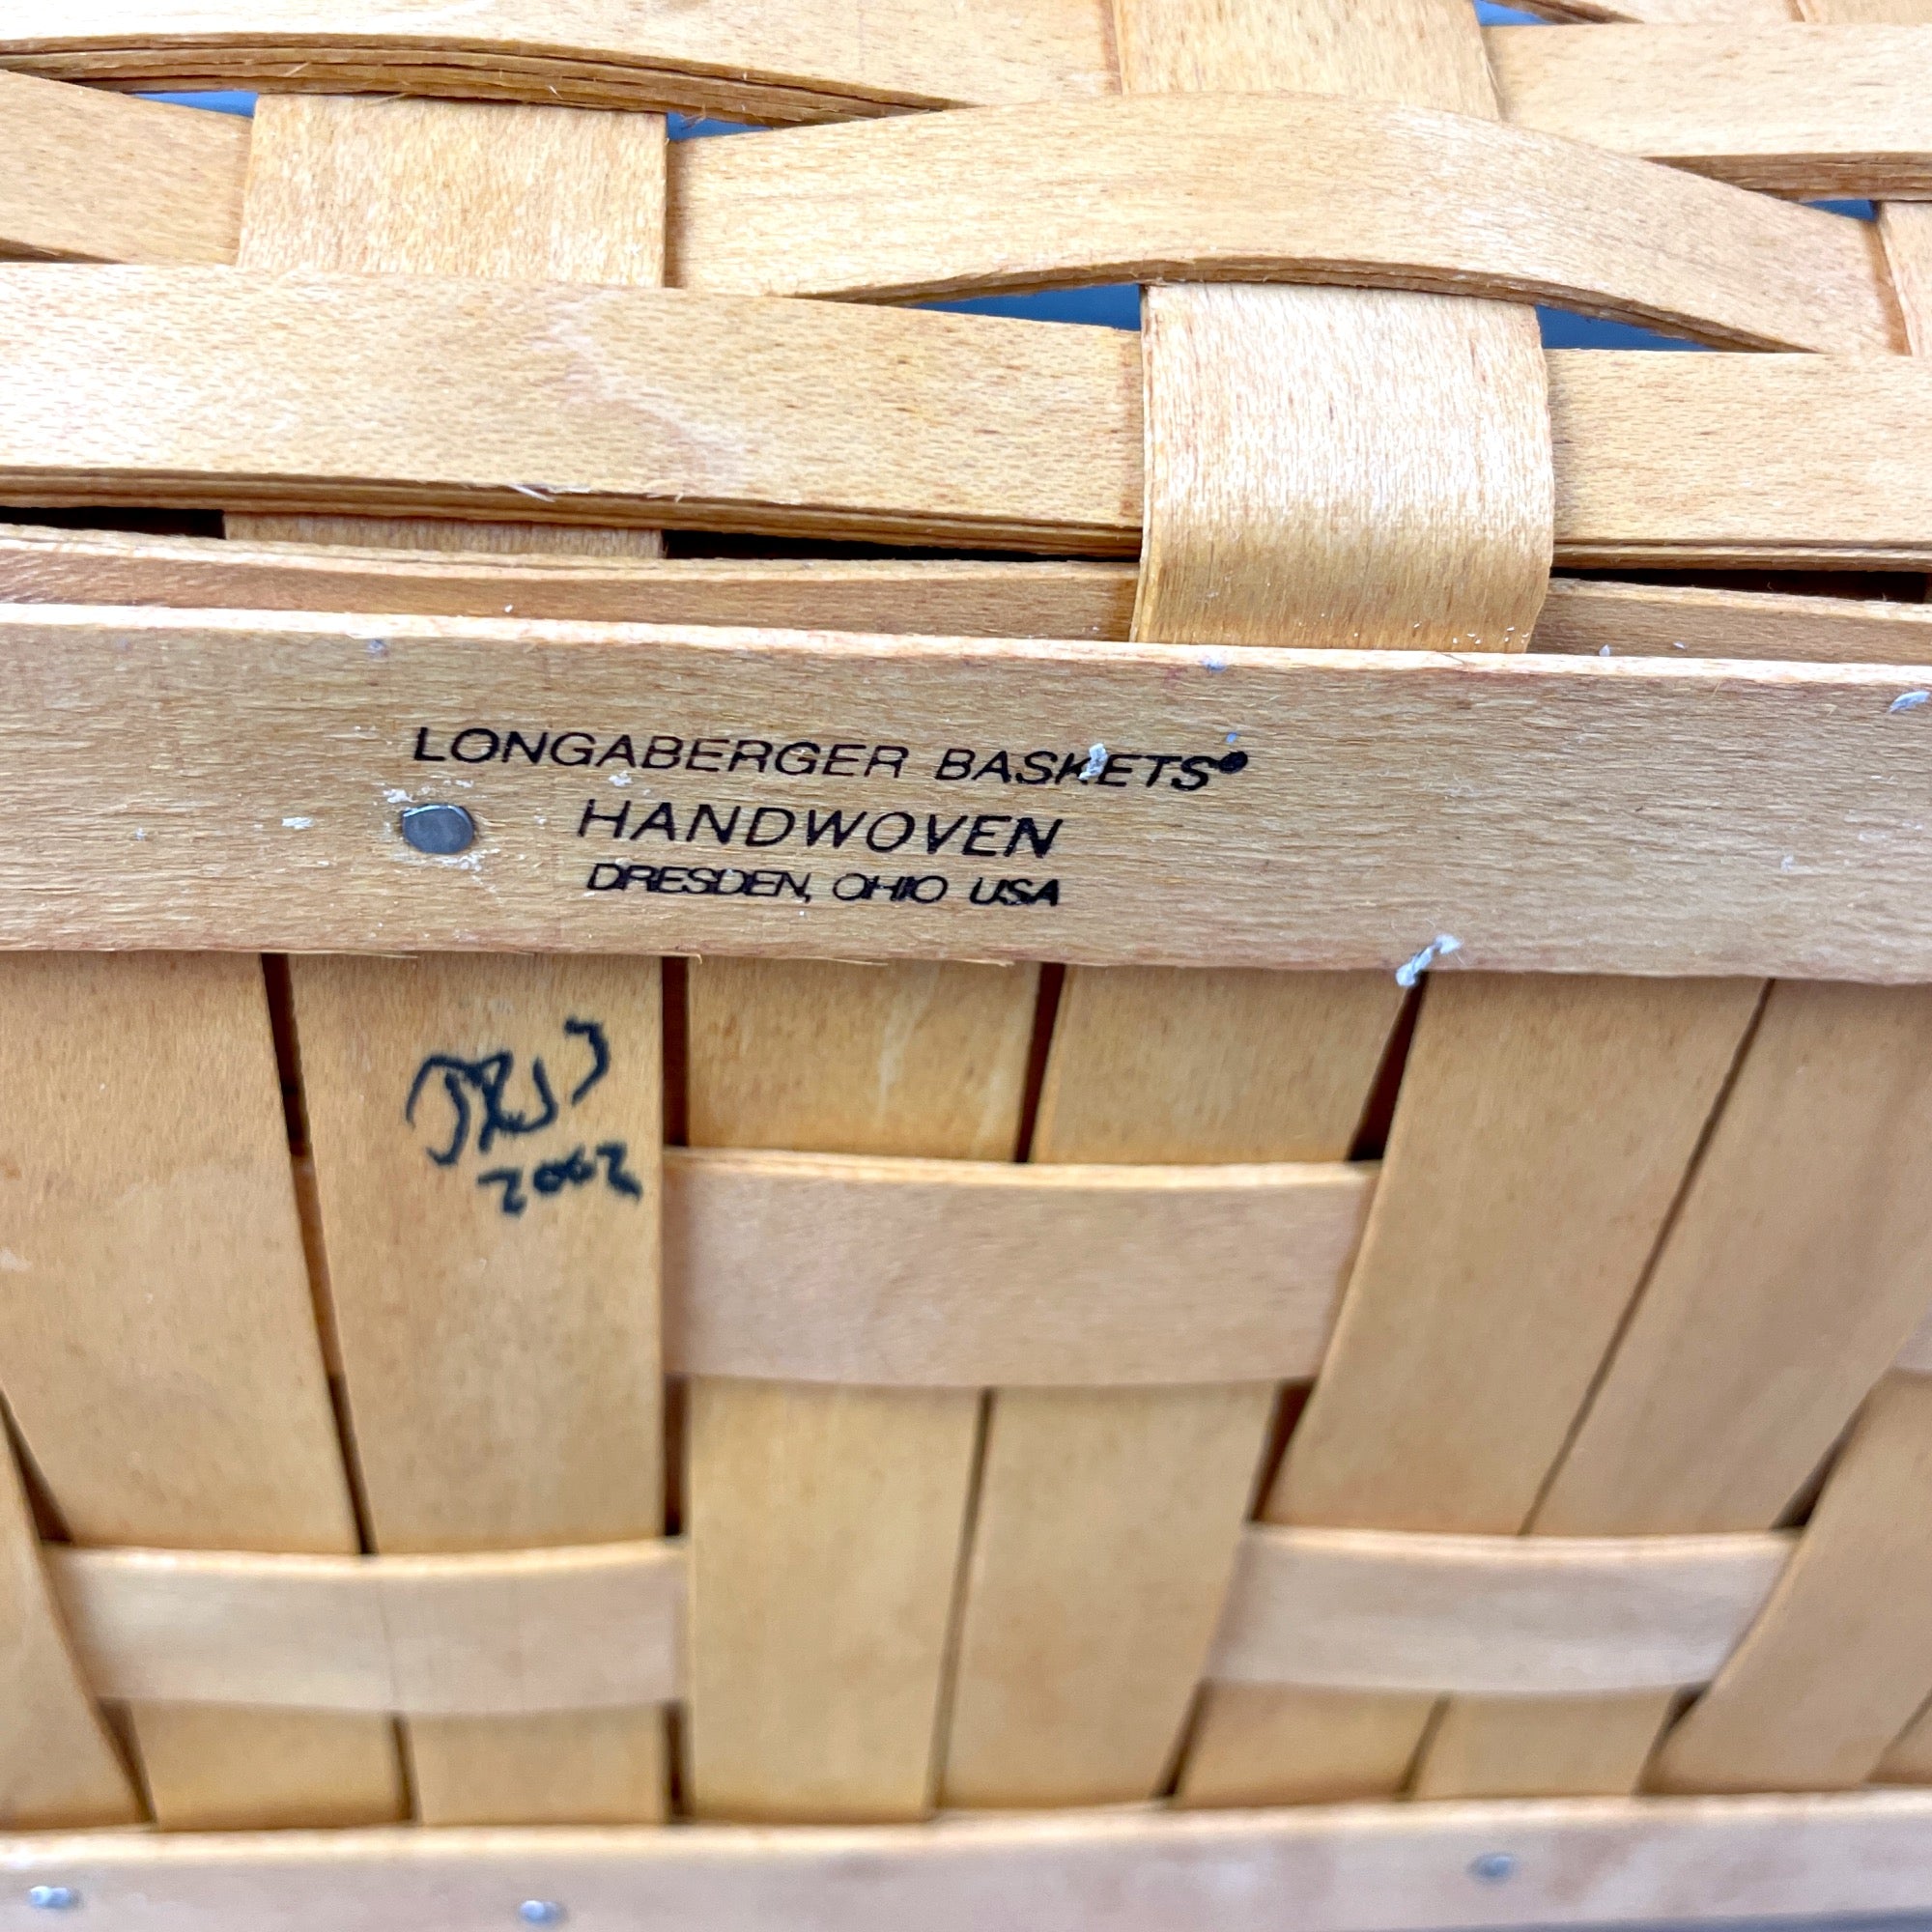 LONGABERGER BASKETS®
HANDWOVEN
DRESDEN, OHIO USA
2002